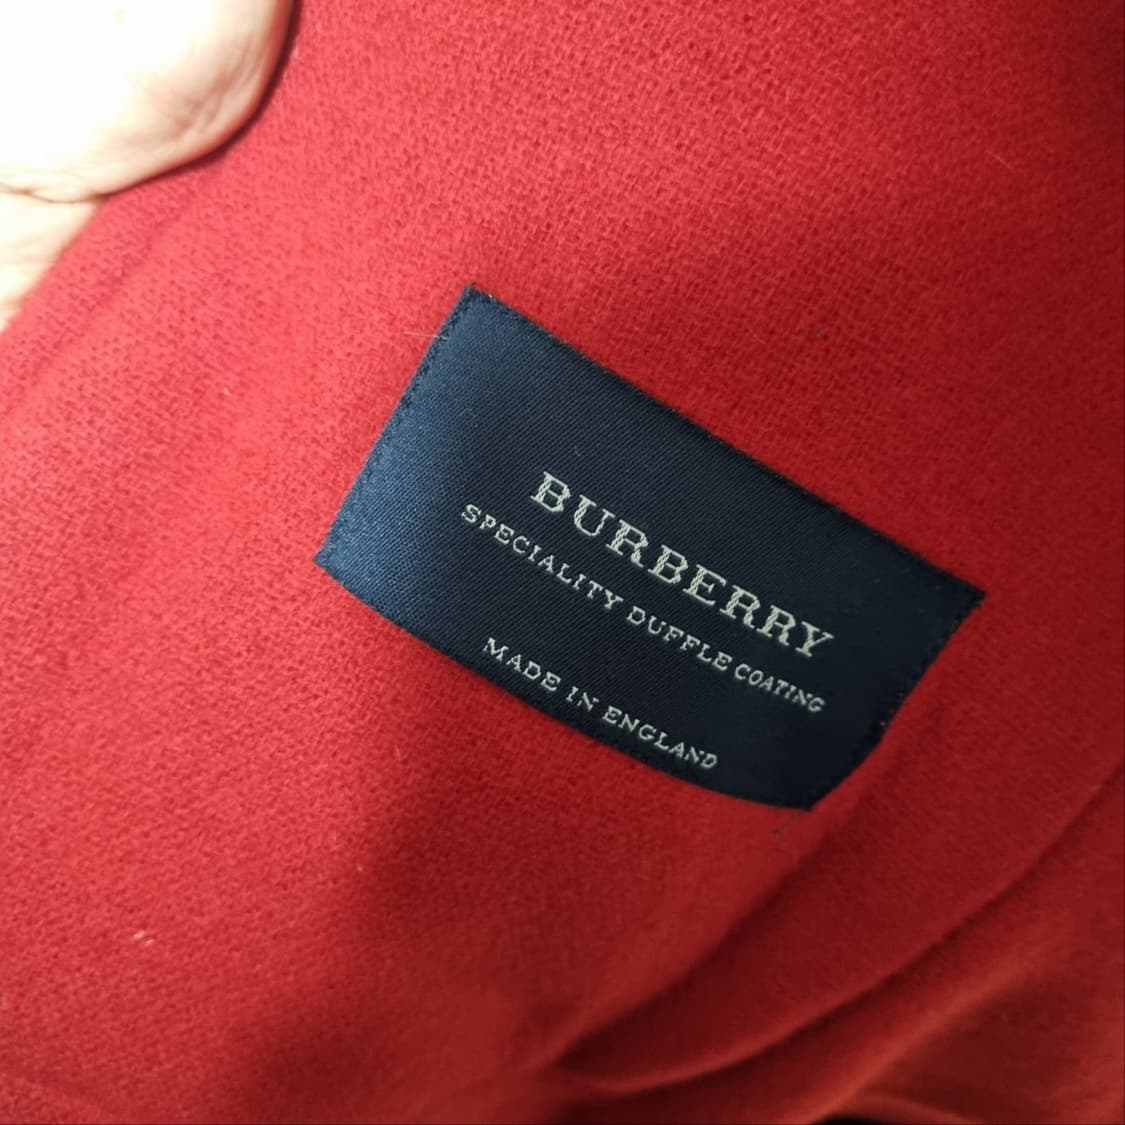 BURBERRY
SPECIALITY DUFFLE COATING
MADE IN ENGLAND